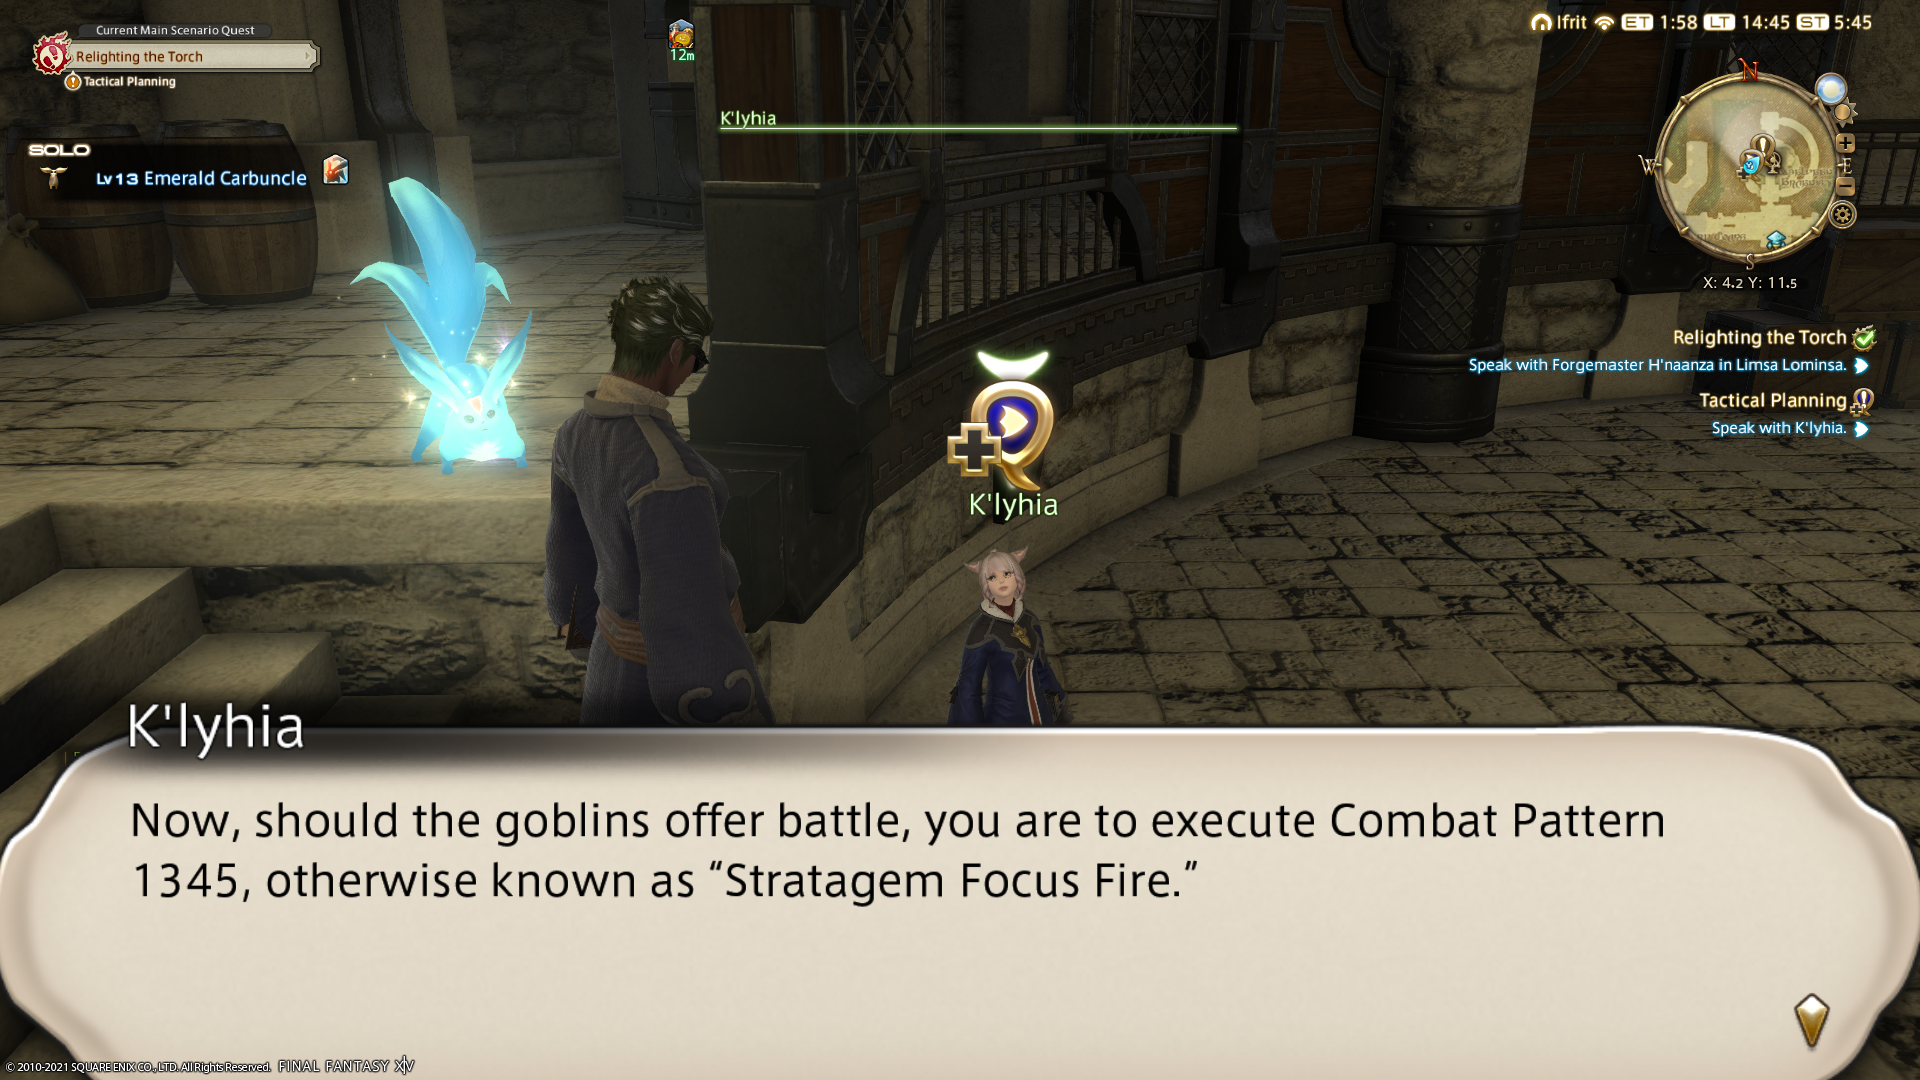 Current Main Scenario Quest
Relighting the Torch
Tactical Planning
12m
Ifrit ET 1:58 LT 14:45 ST 5:45
K'lyhia
SOLO
Lv13 Emerald Carbuncle
N
W
E
S
X: 4.2 Y: 11.5
Relighting the Torch
Speak with Forgemaster H'naanza in Limsa Lominsa.
Tactical Planning
Speak with K'lyhia.
K'lyhia
K'lyhia
Now, should the goblins offer battle, you are to execute Combat Pattern
1345, otherwise known as “Stratagem Focus Fire.”
© 2010-2021 SQUARE ENIX CO., LTD. All Rights Reserved. FINAL FANTASY XIV